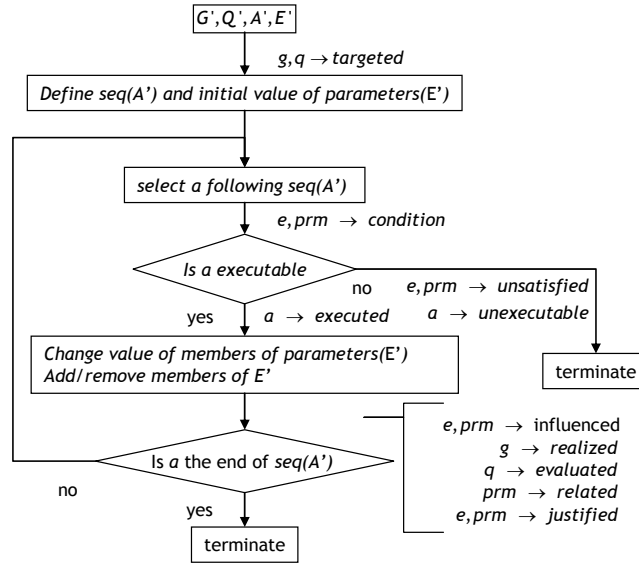 G',Q',A',E'
g,q → targeted
Define seq(A') and initial value of parameters(E')
select a following seq(A’)
e,prm → condition
Is a executable
no
e,prm → unsatisfied
yes
a → executed
a → unexecutable
Change value of members of parameters(E’)
Add/remove members of E’
terminate
e,prm → influenced
g → realized
Is a the end of seq(A’)
q → evaluated
no
prm → related
yes
e,prm → justified
terminate